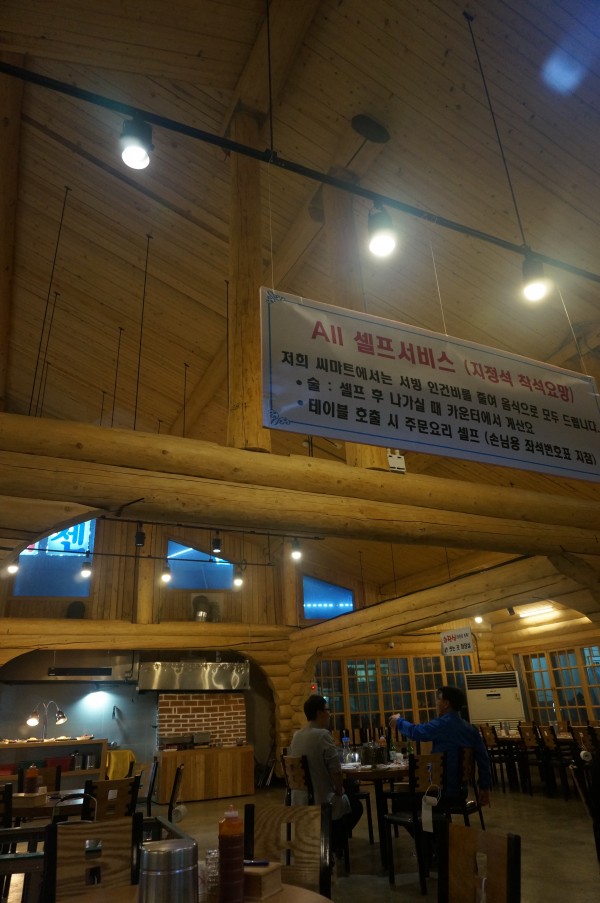 All 셀프서비스 (지정석 착석요망)
저희 씨마트에서는 서빙 인건비를 줄여 음식으로 모두 드립니다.
• 술 : 셀프 후 나가실 때 카운터에서 계산요
• 테이블 호출 시 주문요리 셀프 (손님용 좌석번호표 지침)
센